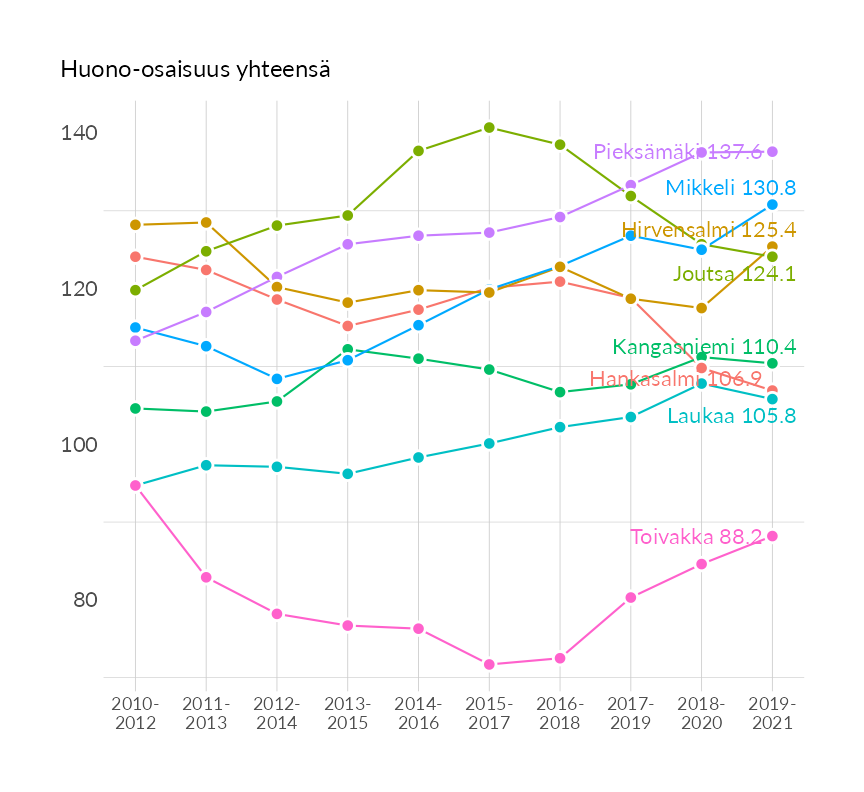 Huono-osaisuus yhteensä
140
120
100
80
Pieksämäki 137.6
Mikkeli 130.8
Hirvensalmi 125.4
Joutsa 124.1
Kangasniemi 110.4
Hankasalmi 106.9
Laukaa 105.8
Toivakka 88.2
2010-
2012
2011-
2013
2012-
2014
2013-
2015
2014-
2016
2015-
2017
2016-
2018
2017-
2019
2018-
2020
2019-
2021